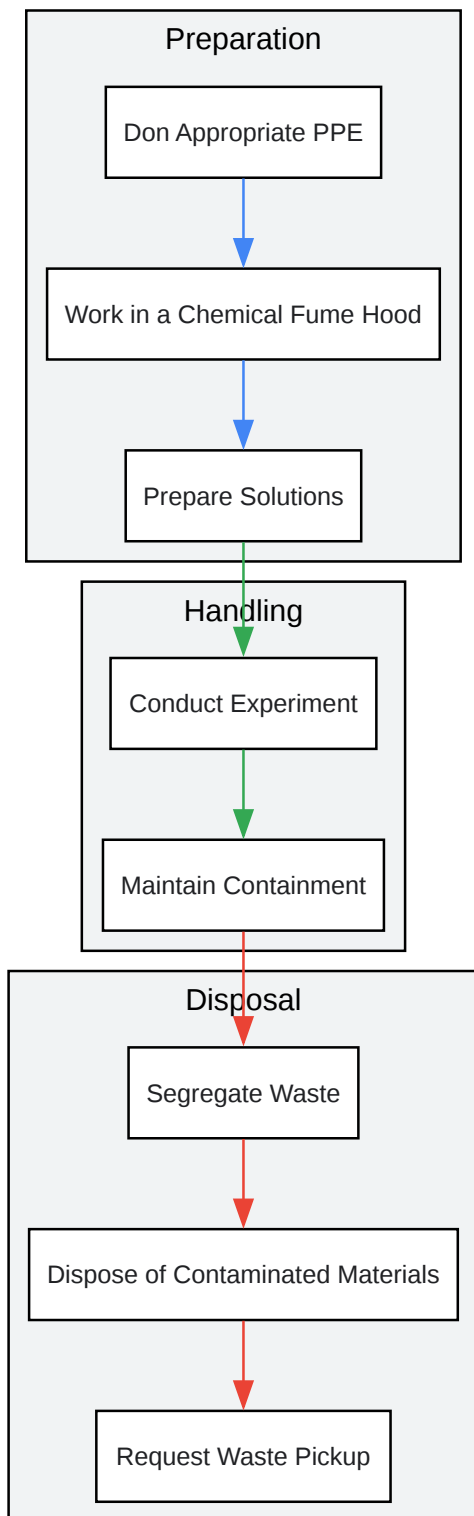 Preparation
Don Appropriate PPE
Work in a Chemical Fume Hood
Prepare Solutions
Handling
Conduct Experiment
Maintain Containment
Disposal
Segregate Waste
Dispose of Contaminated Materials
Request Waste Pickup